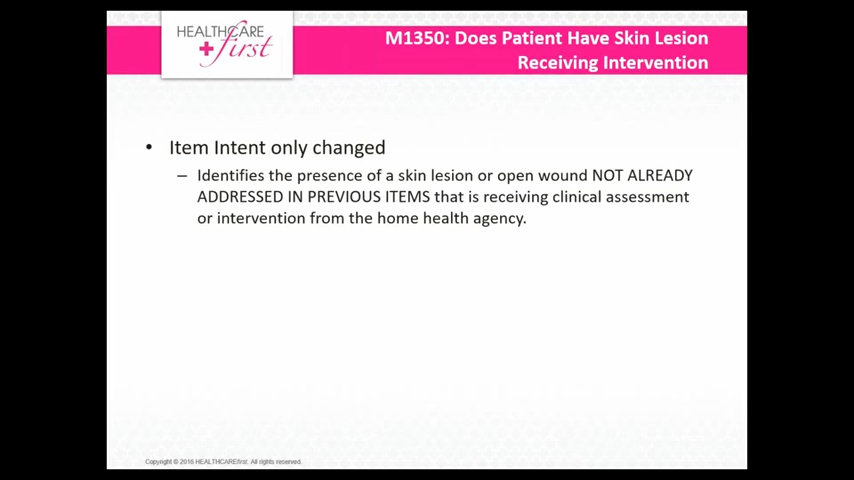 HEALTHCARE
first
M1350: Does Patient Have Skin Lesion
Receiving Intervention
• Item Intent only changed
– Identifies the presence of a skin lesion or open wound NOT ALREADY
ADDRESSED IN PREVIOUS ITEMS that is receiving clinical assessment
or intervention from the home health agency.
Copyright © 2016 HEALTHCAREfirst. All rights reserved.